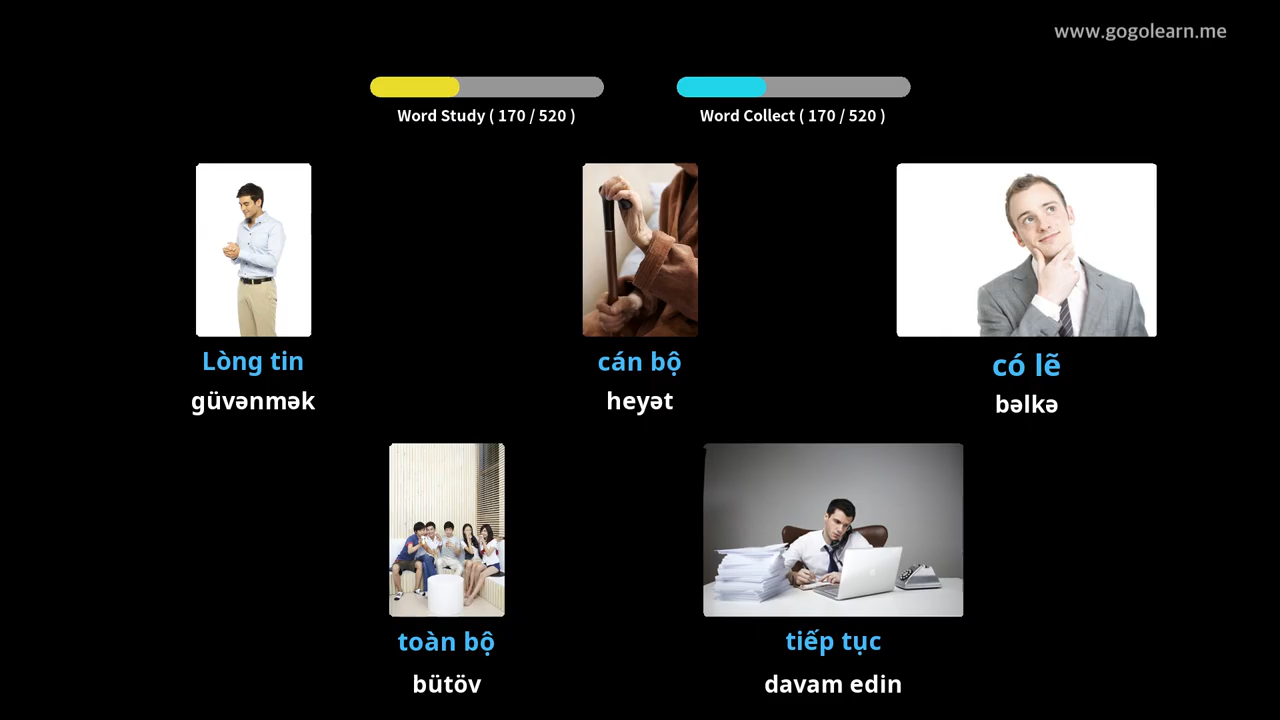 www.gogolearn.me
Word Study ( 170 / 520 )
Word Collect ( 170 / 520 )
Lòng tin
güvənmək
cán bộ
heyət
có lẽ
bəlkə
toàn bộ
bütöv
tiếp tục
davam edin